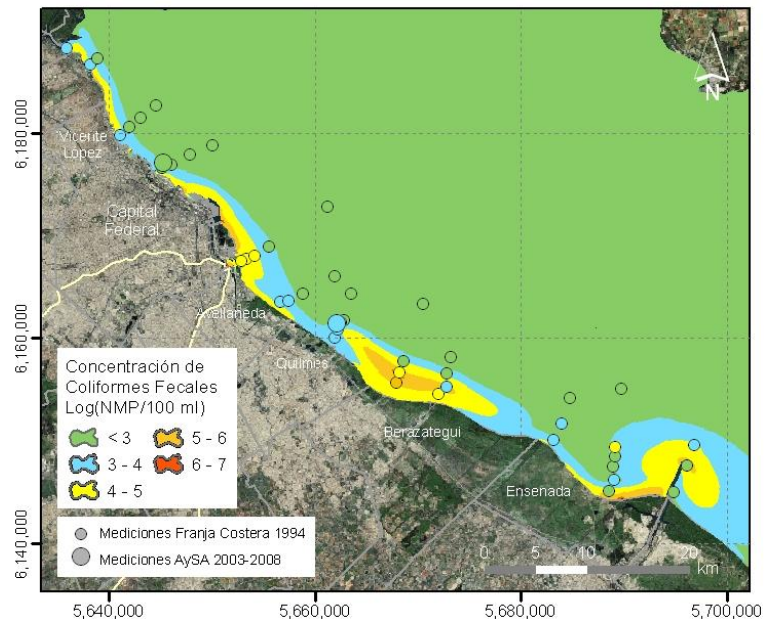 N
6,180,000
6,160,000
6,140,000
Vicente
López
Capital
Federal
Avellaneda
Quilmes
Berazategui
Ensenada
Concentración de
Coliformes Fecales
Log(NMP/100 ml)
< 3
5 - 6
3 - 4
6 - 7
4 - 5
Mediciones Franja Costera 1994
Mediciones AySA 2003-2008
0 5 10 20
km
5,640,000
5,660,000
5,680,000
5,700,000